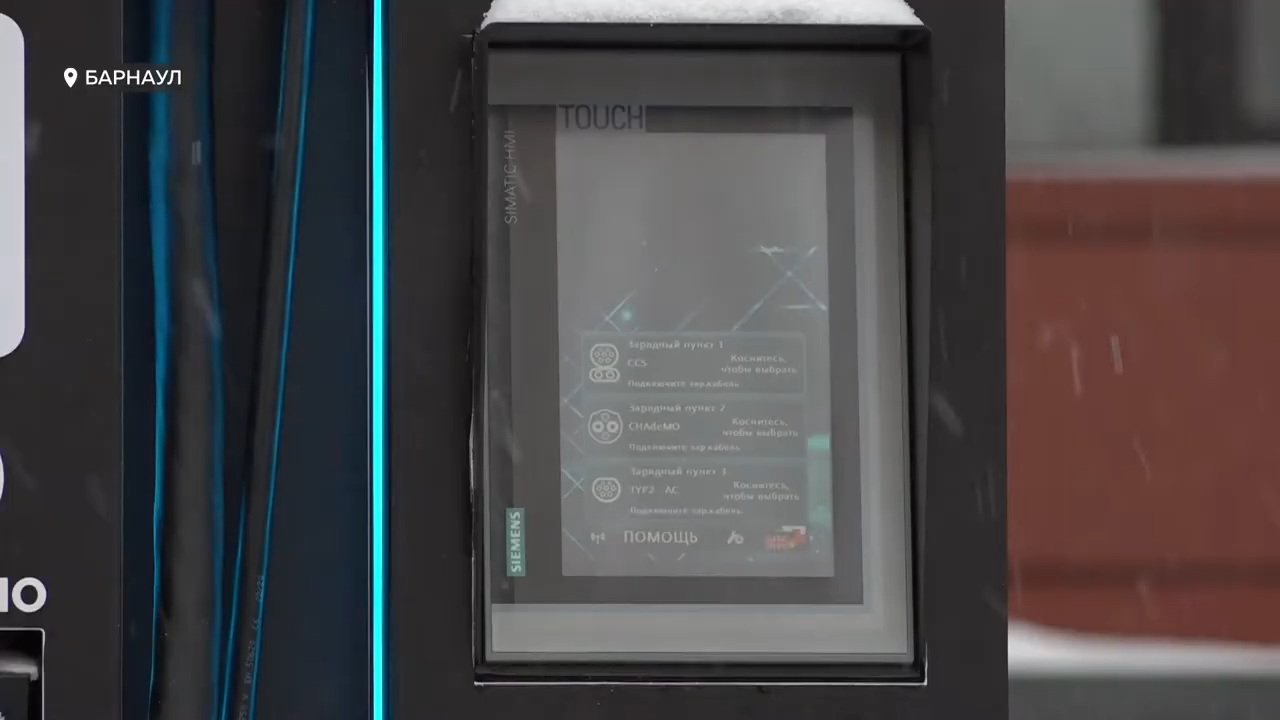 БАРНАУЛ
TOUCH
SIMATIC HMI
Зарядный пункт 1
CCS
Коснитесь,
чтобы выбрать
Подключите зар.кабель
Зарядный пункт 2
CHAdeMO
Коснитесь,
чтобы выбрать
Подключите зар.кабель
Зарядный пункт 3
TYP2 AC
Коснитесь,
чтобы выбрать
Подключите зар.кабель
ПОМОЩЬ
SIEMENS